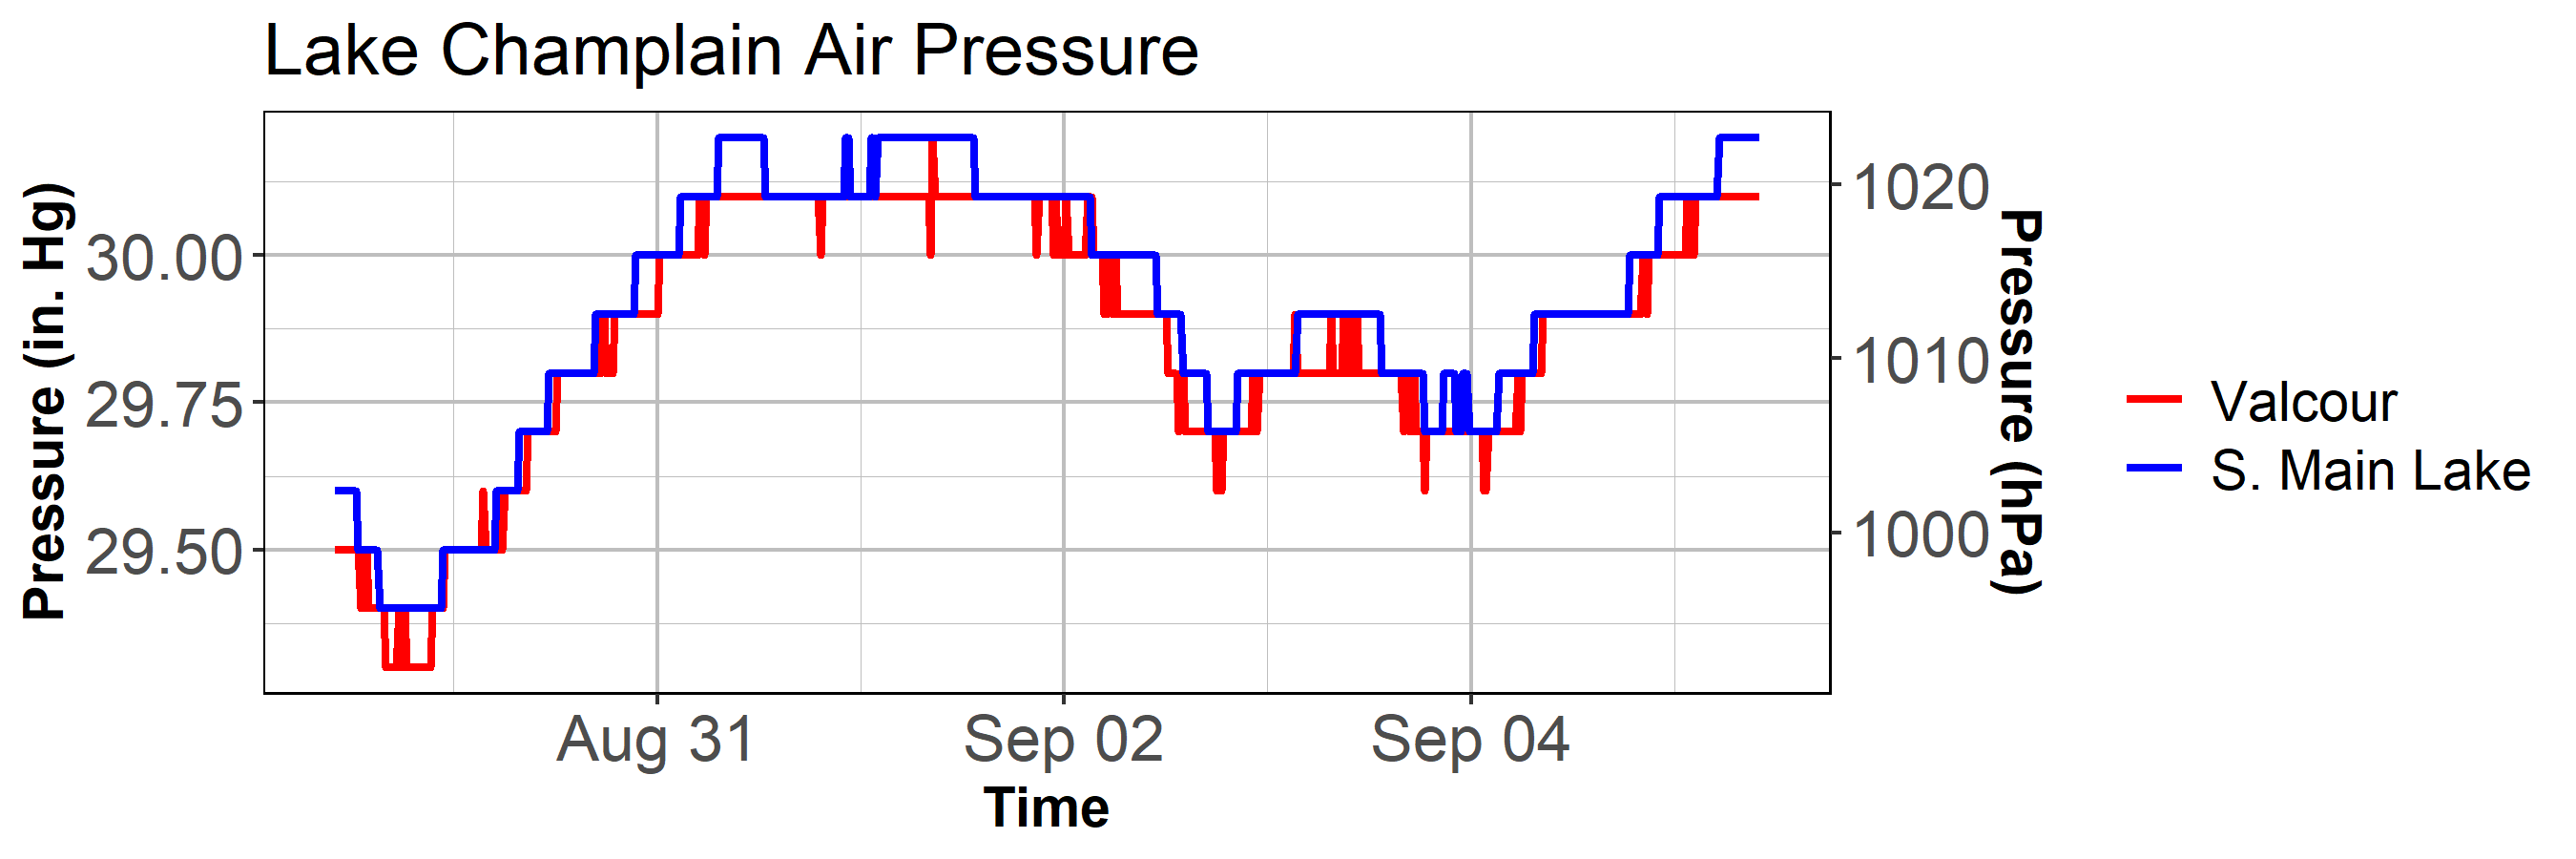 Lake Champlain Air Pressure
Pressure (in. Hg)
30.00
29.75
29.50
1020
1010
1000
Pressure (hPa)
Aug 31
Sep 02
Sep 04
Time
Valcour
S. Main Lake